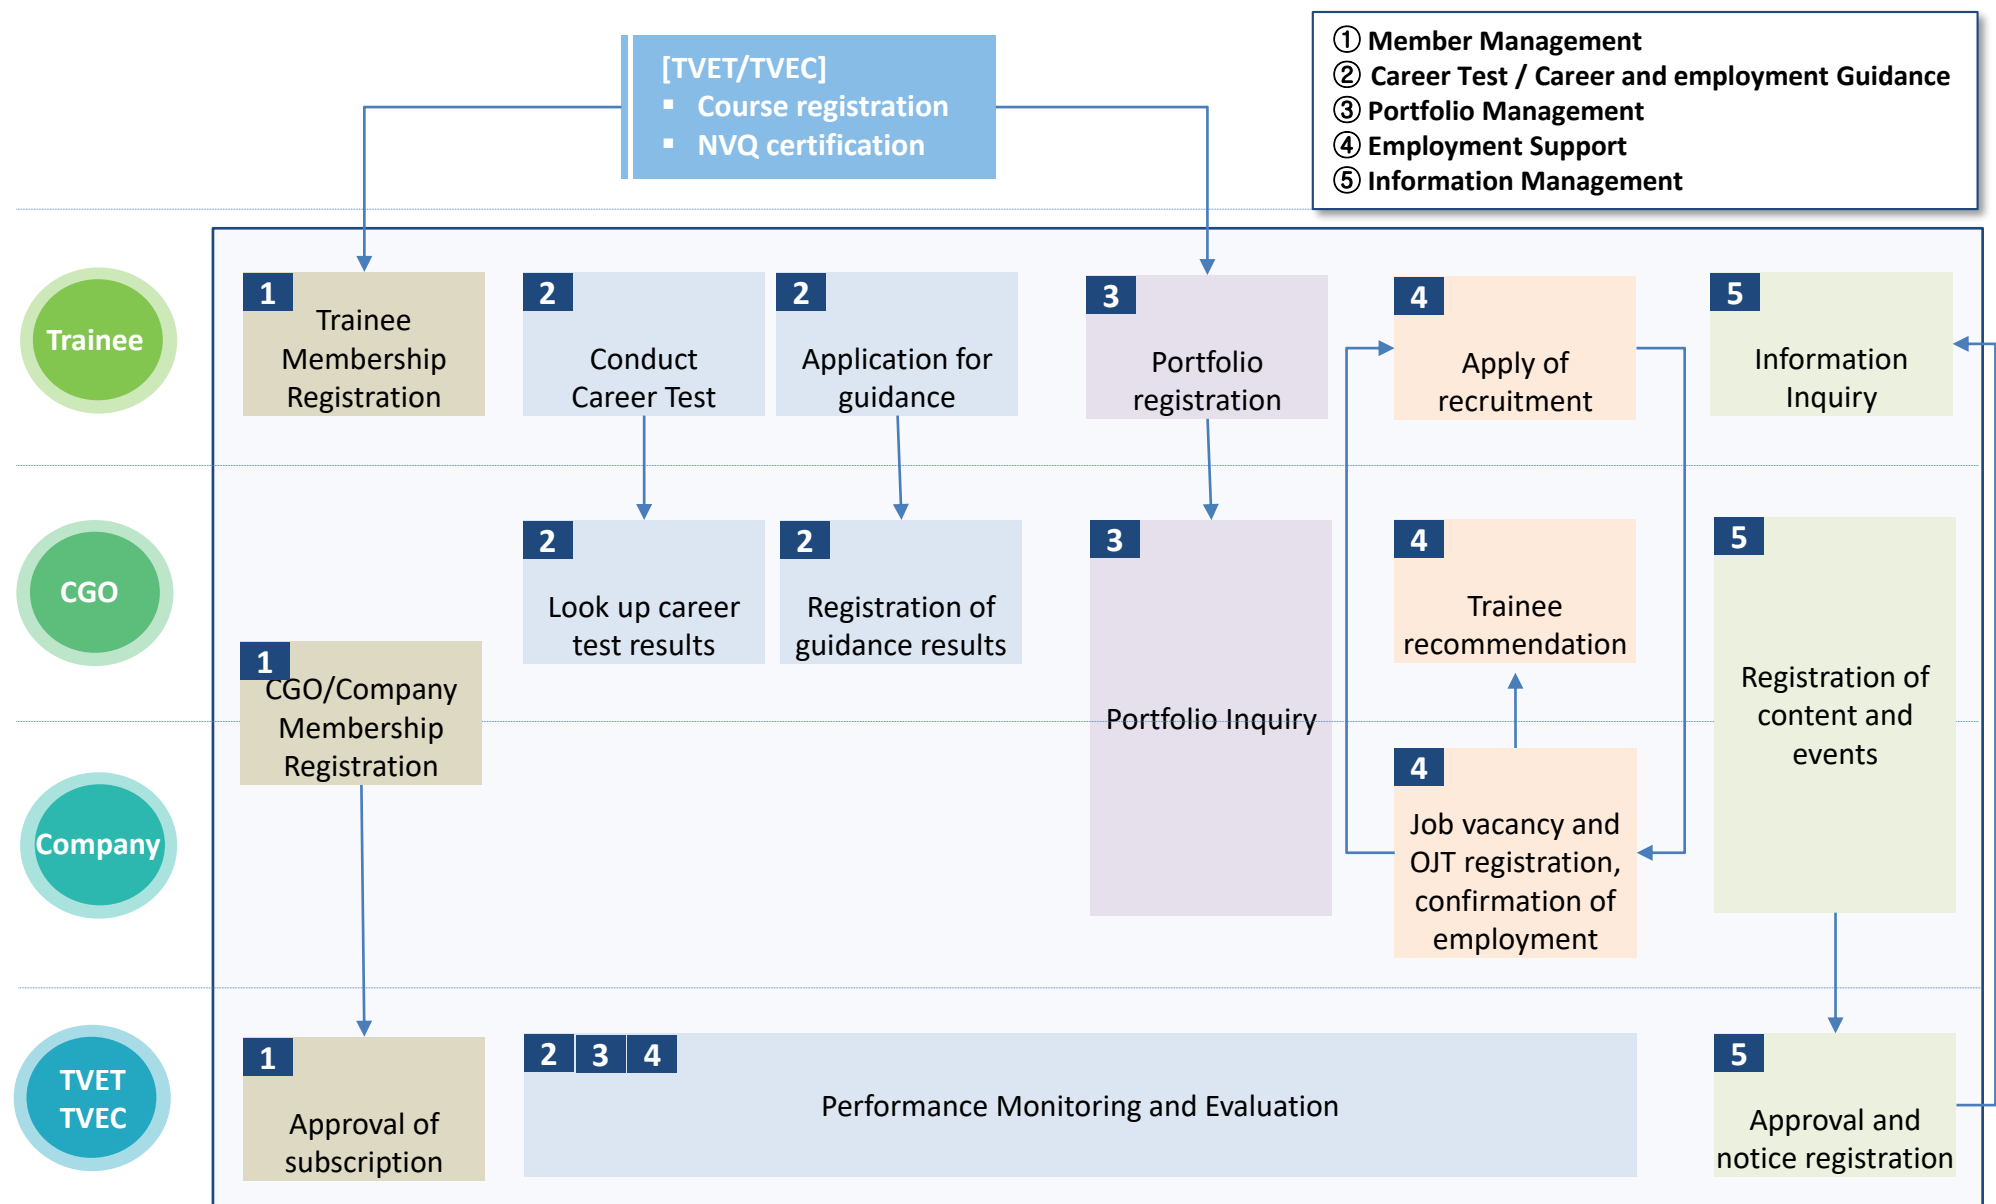 [TVET/TVEC]
▪ Course registration
▪ NVQ certification
① Member Management
② Career Test / Career and employment Guidance
③ Portfolio Management
④ Employment Support
⑤ Information Management
Trainee
1
Trainee
Membership
Registration
2
Conduct
Career Test
2
Application for
guidance
3
Portfolio
registration
4
Apply of
recruitment
5
Information
Inquiry
CGO
2
Look up career
test results
2
Registration of
guidance results
3
Portfolio Inquiry
4
Trainee
recommendation
5
Registration of
content and
events
1
CGO/Company
Membership
Registration
Company
4
Job vacancy and
OJT registration,
confirmation of
employment
TVET
TVEC
1
Approval of
subscription
2 3 4
Performance Monitoring and Evaluation
5
Approval and
notice registration